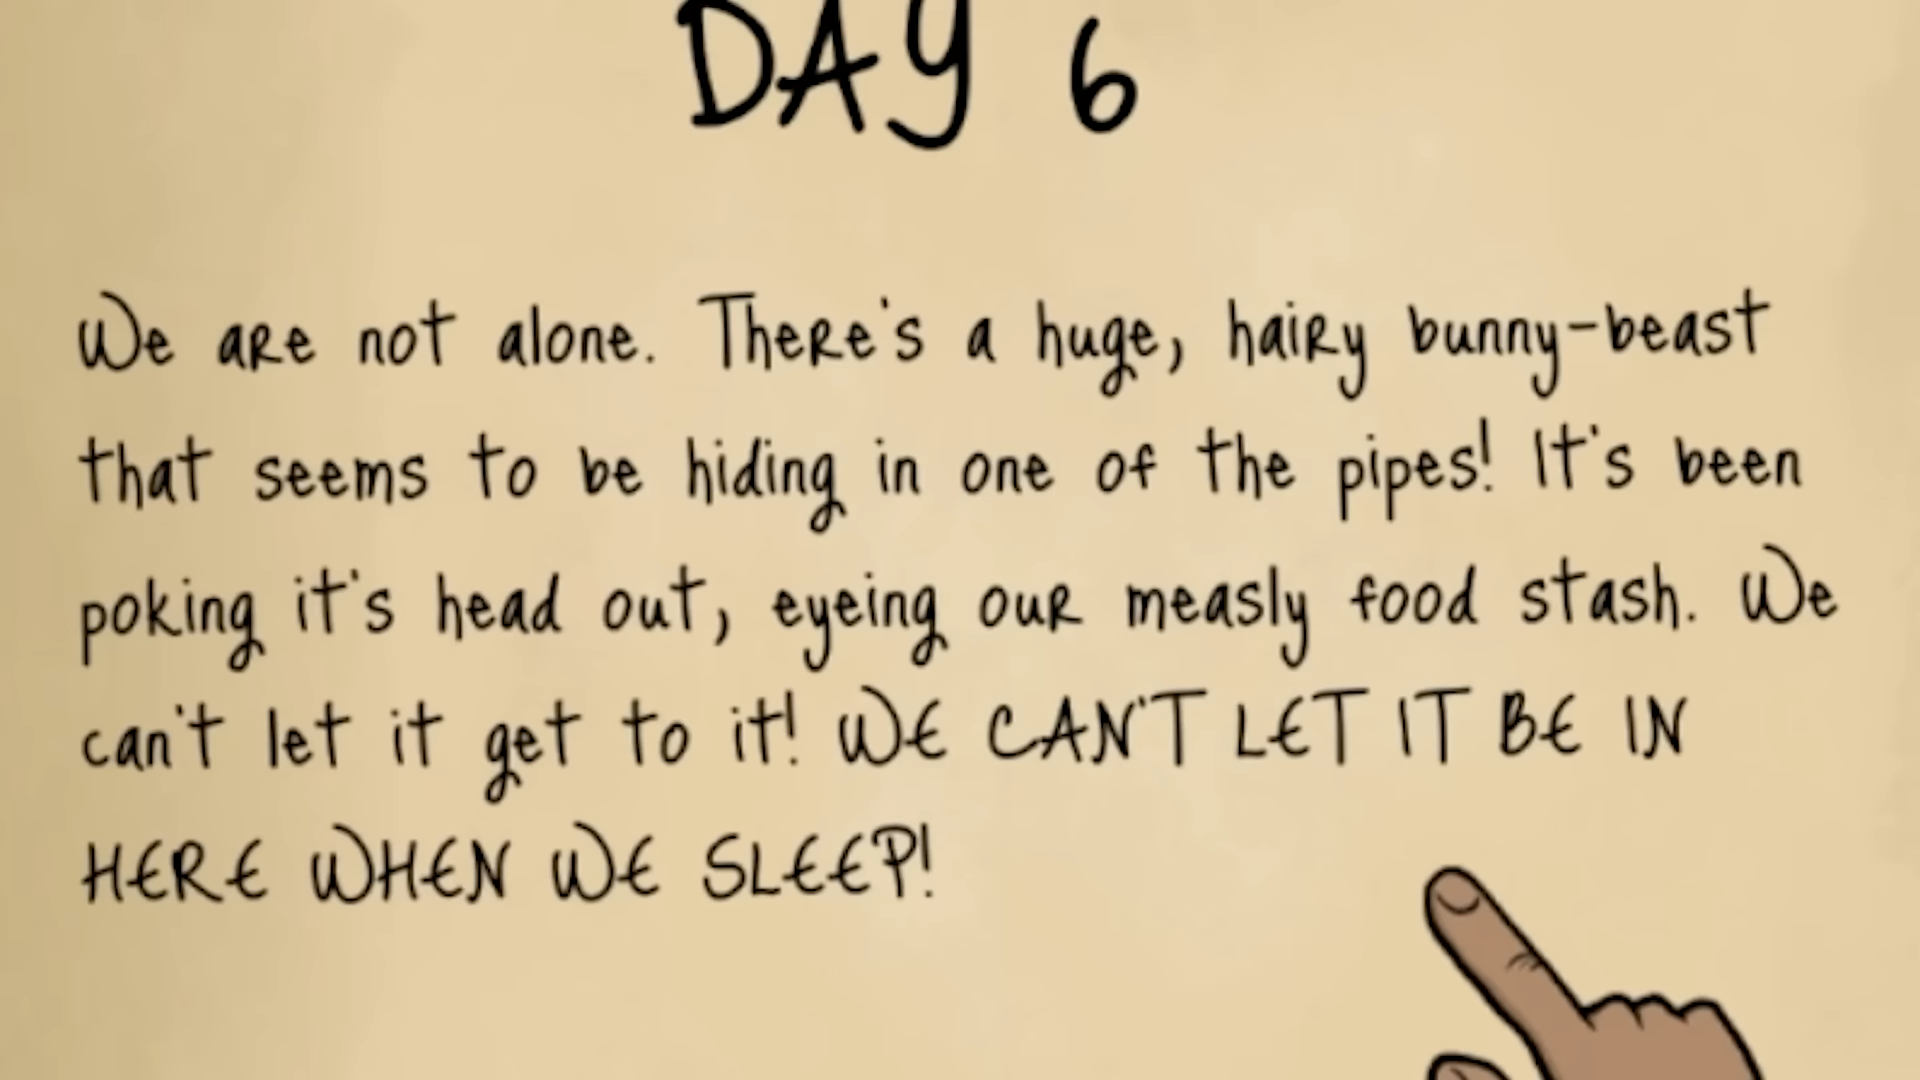 DAY 6
We are not alone. There's a huge, hairy bunny-beast
that seems to be hiding in one of the pipes! It's been
poking it's head out, eyeing our measly food stash. We
can't let it get to it! WE CAN'T LET IT BE IN
HERE WHEN WE SLEEP!